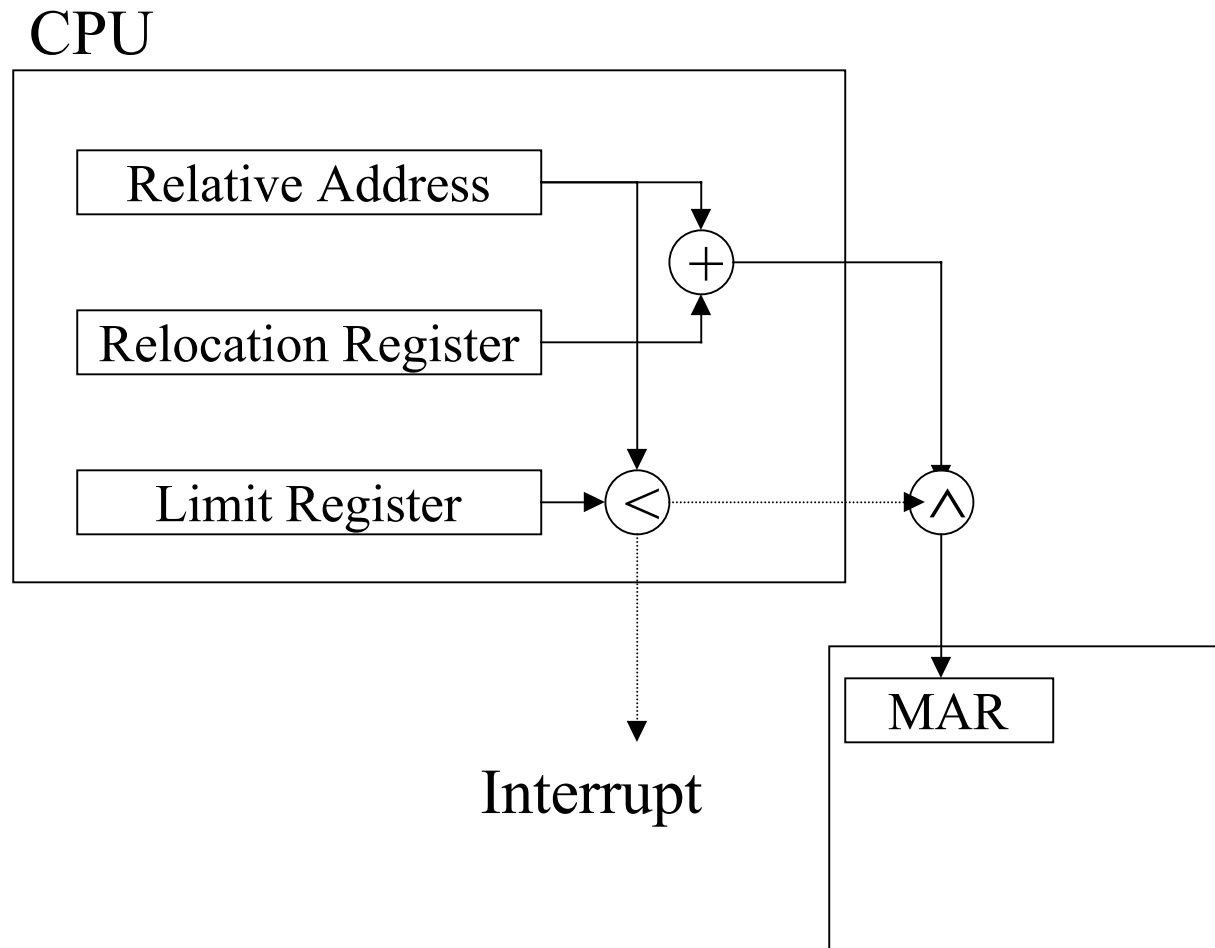 CPU
Relative Address
+
Relocation Register
Limit Register
<
^
MAR
Interrupt